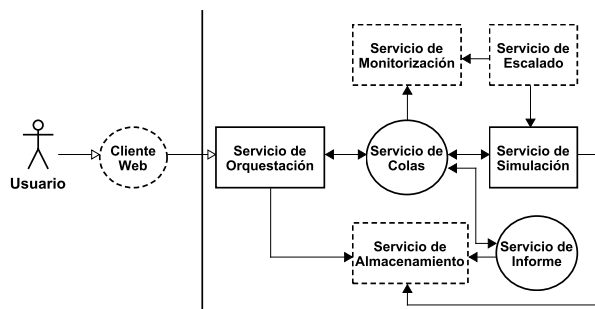 Servicio de
Monitorización
Servicio de
Escalado
Usuario
Cliente
Web
Servicio de
Orquestación
Servicio de
Colas
Servicio de
Simulación
Servicio de
Almacenamiento
Servicio de
Informe